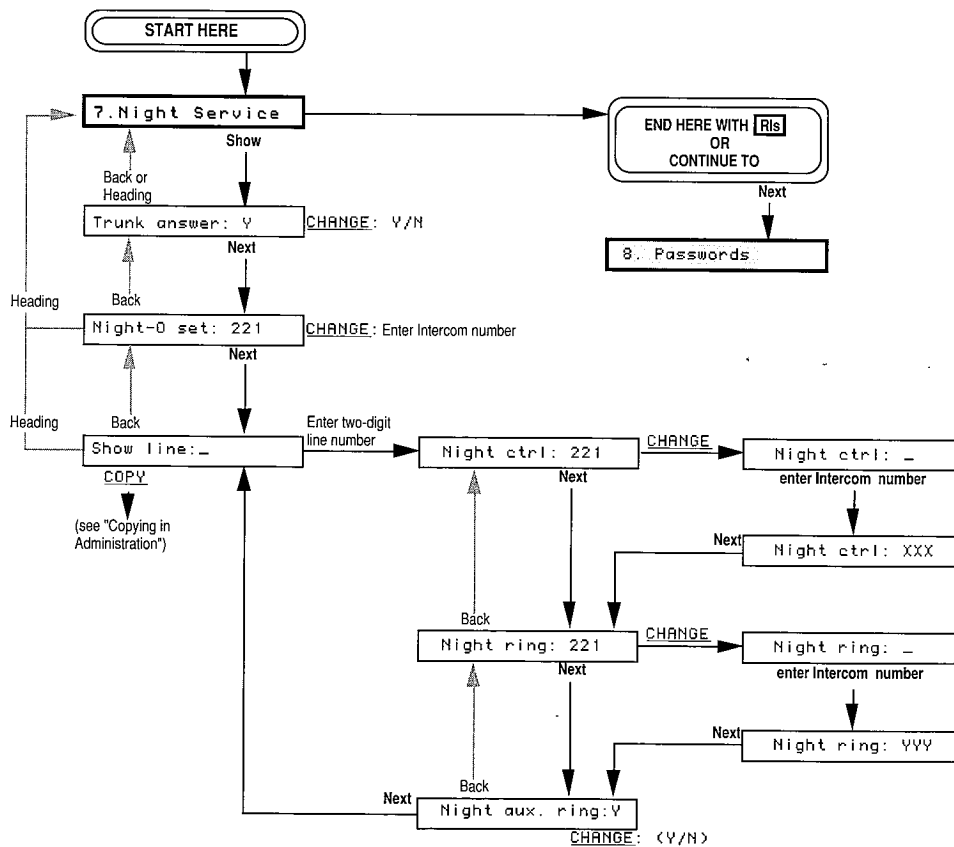 START HERE
7.Night Service
Show
END HERE WITH Rls
OR
CONTINUE TO
Next
8. Passwords
Back or
Heading
Trunk answer: Y
CHANGE: Y/N
Next
Heading
Back
Night-O set: 221
CHANGE: Enter Intercom number
Next
Heading
Back
Enter two-digit
line number
Show line:_
COPY
(see "Copying in
Administration")
Night ctrl: 221
CHANGE
Night ctrl: _
Next
enter Intercom number
Next
Night ctrl: XXX
Back
Night ring: 221
CHANGE
Night ring: _
Next
enter Intercom number
Next
Night ring: YYY
Back
Next
Night aux. ring:Y
CHANGE: (Y/N)